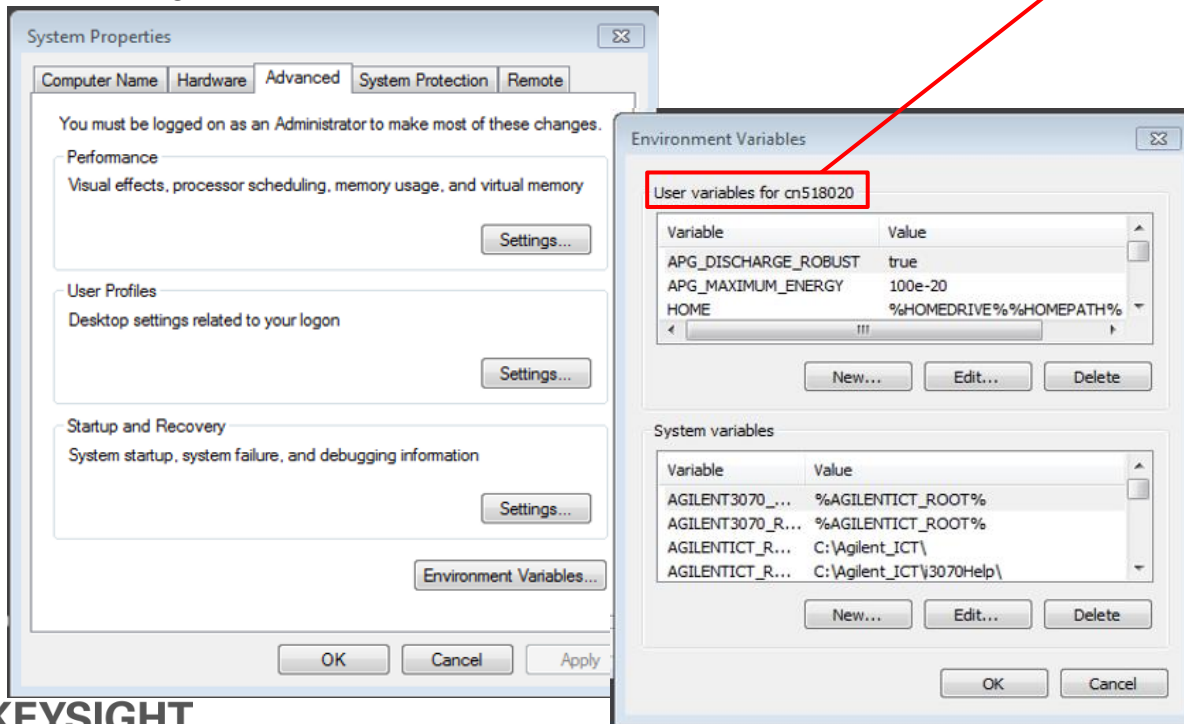 System Properties
Computer Name Hardware Advanced System Protection Remote
You must be logged on as an Administrator to make most of these changes.
Performance
Visual effects, processor scheduling, memory usage, and virtual memory
Settings...
User Profiles
Desktop settings related to your logon
Settings...
Startup and Recovery
System startup, system failure, and debugging information
Settings...
Environment Variables...
OK Cancel Apply
Environment Variables
User variables for cn518020
Variable Value
APG_DISCHARGE_ROBUST true
APG_MAXIMUM_ENERGY 100e-20
HOME %HOMEDRIVE%%HOMEPATH%
New... Edit... Delete
System variables
Variable Value
AGILENT3070_... %AGILENTICT_ROOT%
AGILENT3070_R... %AGILENTICT_ROOT%
AGILENTICT_R... C:\Agilent_ICT\
AGILENTICT_R... C:\Agilent_ICT\i3070Help\
New... Edit... Delete
OK Cancel
KEYSIGHT